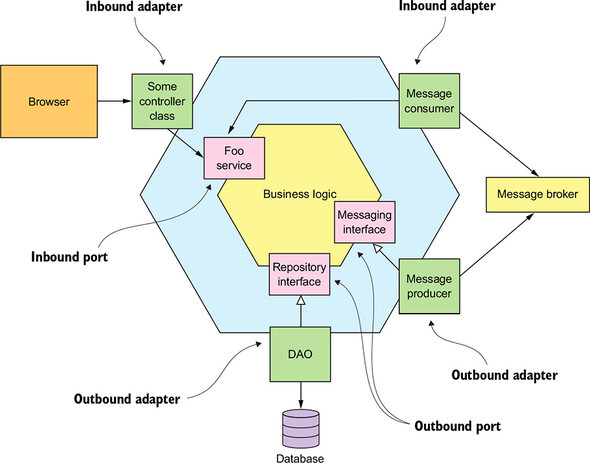 Inbound adapter
Inbound adapter
Browser
Some
controller
class
Message
consumer
Foo
service
Business logic
Message broker
Messaging
interface
Inbound port
Repository
interface
Message
producer
DAO
Outbound adapter
Outbound adapter
Outbound port
Database